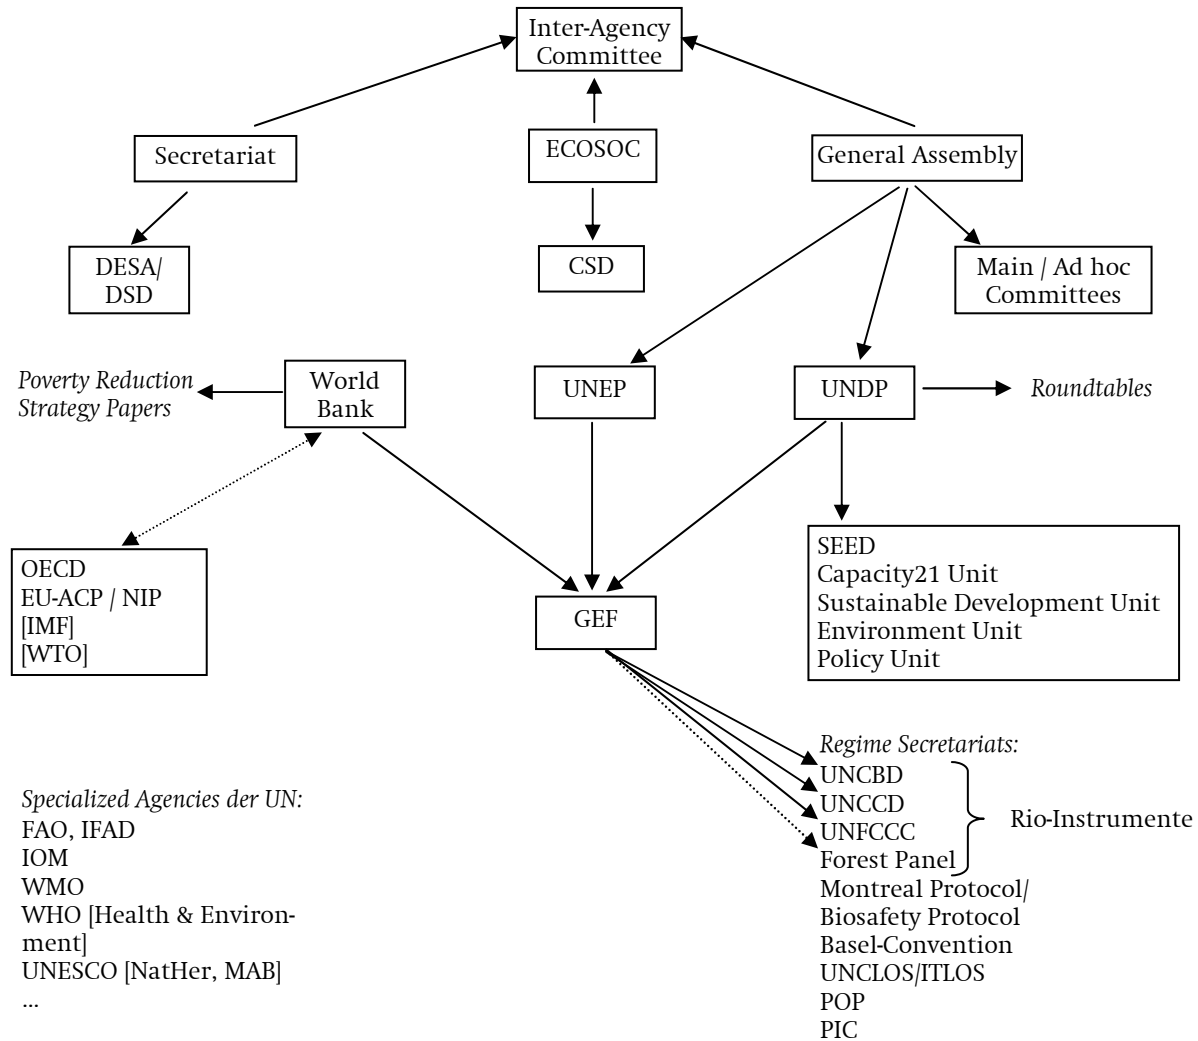 Inter-Agency
Committee
Secretariat
ECOSOC
General Assembly
DESA/
DSD
CSD
Main / Ad hoc
Committees
Poverty Reduction
Strategy Papers
World
Bank
UNEP
UNDP
Roundtables
OECD
EU-ACP / NIP
[IMF]
[WTO]
GEF
SEED
Capacity21 Unit
Sustainable Development Unit
Environment Unit
Policy Unit
Specialized Agencies der UN:
FAO, IFAD
IOM
WMO
WHO [Health & Environ-
ment]
UNESCO [NatHer, MAB]
...
Regime Secretariats:
UNCBD
UNCCD
UNFCCC
Forest Panel
Rio-Instrumente
Montreal Protocol/
Biosafety Protocol
Basel-Convention
UNCLOS/ITLOS
POP
PIC